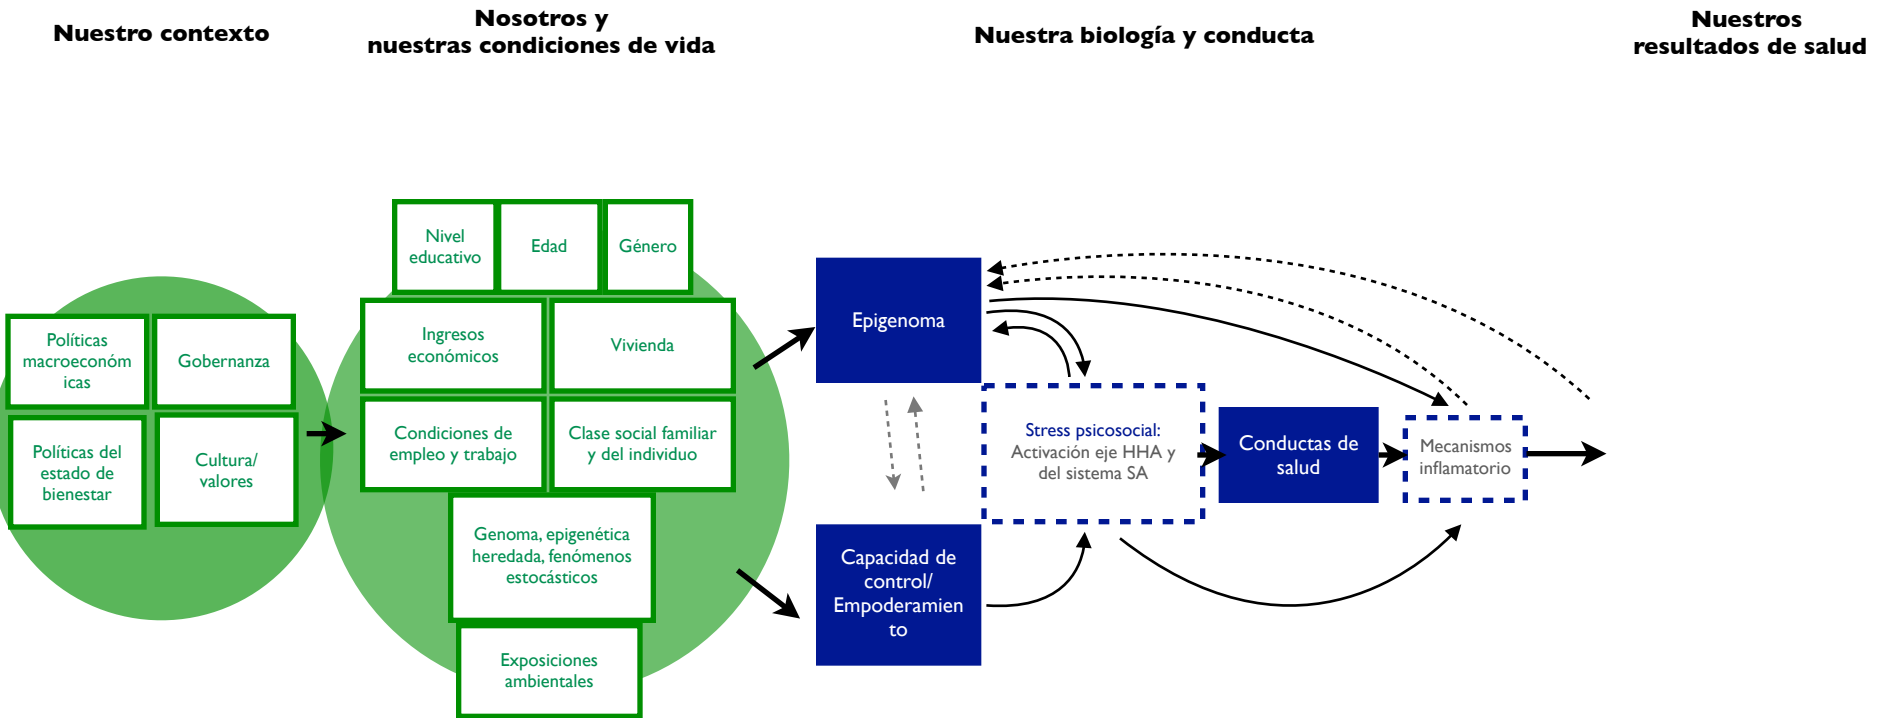 Nuestro contexto
Nosotros y
nuestras condiciones de vida
Nuestra biología y conducta
Nuestros
resultados de salud
Políticas
macroeconóm
icas
Gobernanza
Políticas del
estado de
bienestar
Cultura/
valores
Nivel
educativo
Edad
Género
Ingresos
económicos
Vivienda
Condiciones de
empleo y trabajo
Clase social familiar
y del individuo
Genoma, epigenética
heredada, fenómenos
estocásticos
Exposiciones
ambientales
Epigenoma
Capacidad de
control/
Empoderamien
to
Stress psicosocial:
Activación eje HHA y
del sistema SA
Conductas de
salud
Mecanismos
inflamatorio